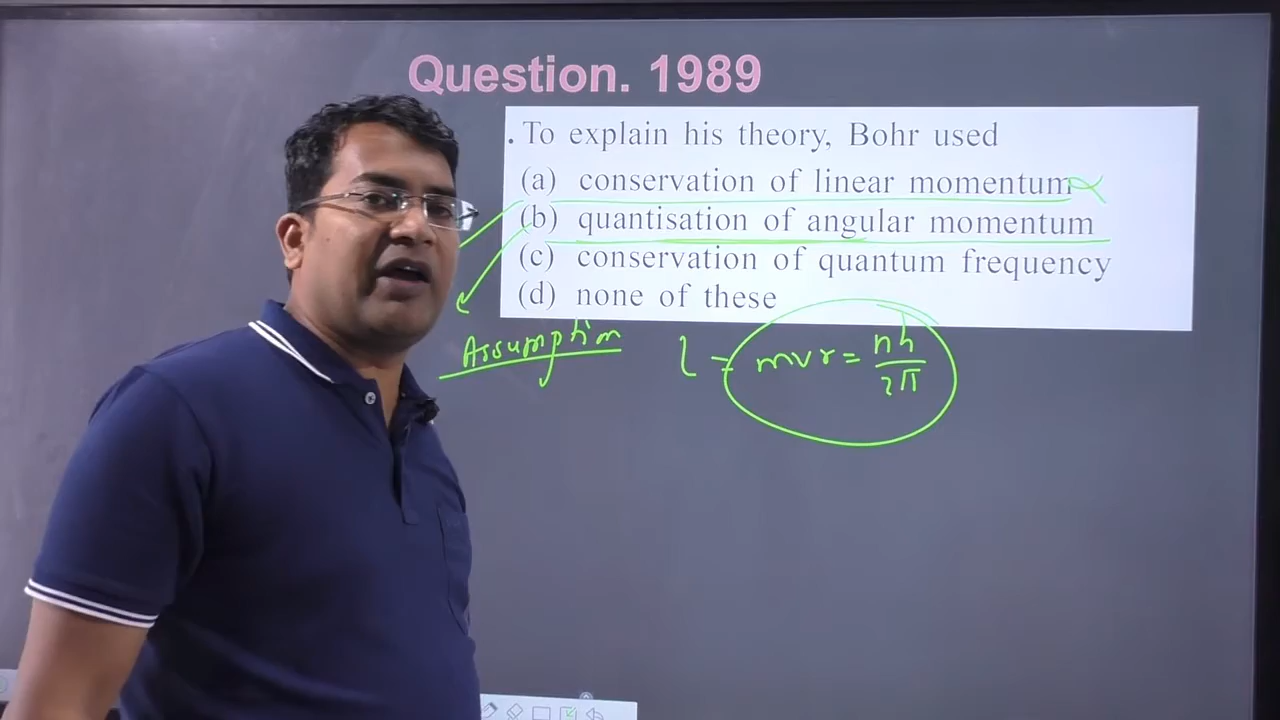 Question. 1989
. To explain his theory, Bohr used
(a) conservation of linear momentum
(b) quantisation of angular momentum
(c) conservation of quantum frequency
(d) none of these
Assumption
l = mvr = nh/2π